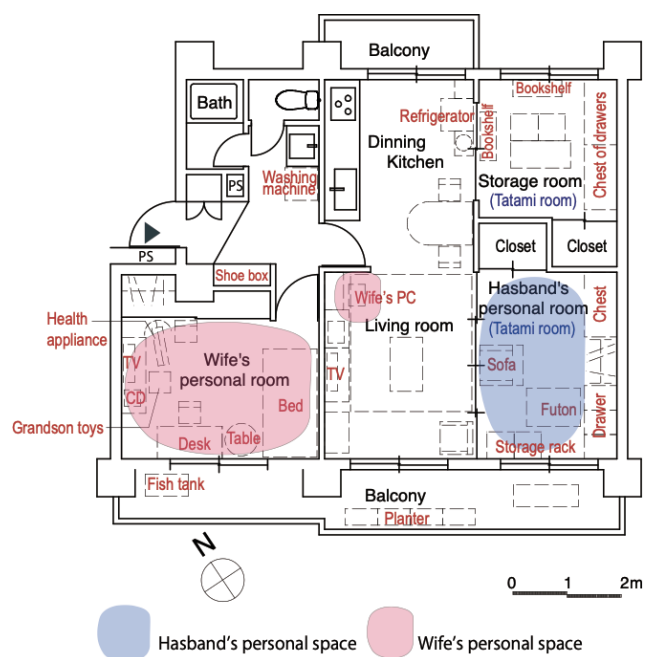 Balcony
Bath
Refrigerator
Bookshelf
Bookshelf
Chest of drawers
Dinning
Kitchen
Washing
machine
PS
Storage room
(Tatami room)
PS
Closet
Closet
Shoe box
Wife's PC
Hasband's
personal room
(Tatami room)
Chest
Health
appliance
Living room
Wife's
personal room
TV
CD
TV
Sofa
Bed
Futon
Drawer
Grandson toys
Desk
Table
Storage rack
Fish tank
Balcony
Planter
N
0 1 2m
Hasband's personal space
Wife's personal space